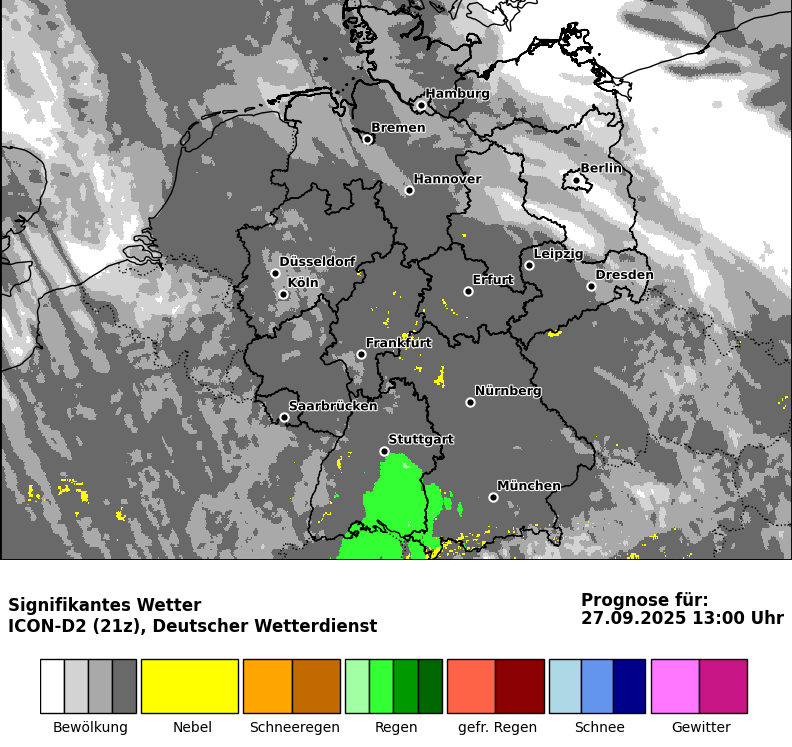 Hamburg
Bremen
Berlin
Hannover
Leipzig
Düsseldorf
Dresden
Köln
Erfurt
Frankfurt
Nürnberg
Saarbrücken
Stuttgart
München
Signifikantes Wetter
ICON-D2 (21z), Deutscher Wetterdienst
Prognose für:
27.09.2025 13:00 Uhr
Bewölkung
Nebel
Schneeregen
Regen
gefr. Regen
Schnee
Gewitter